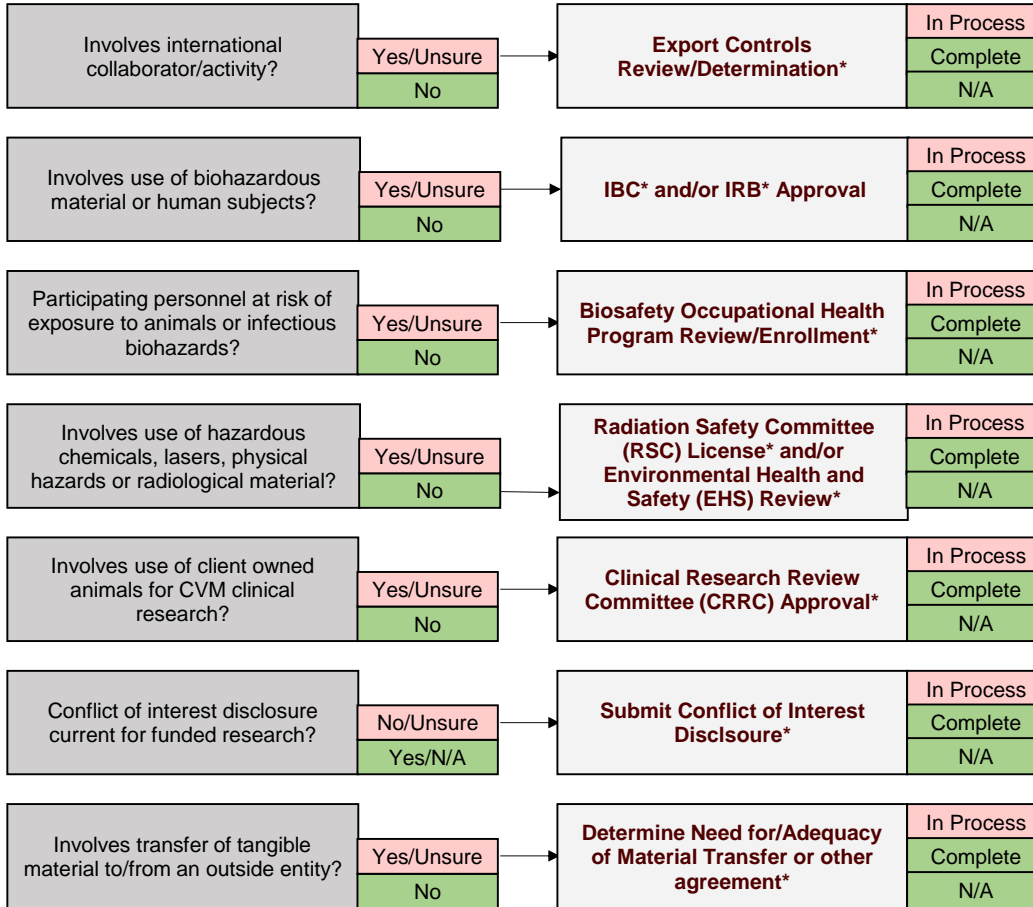 Involves international
collaborator/activity?
Yes/Unsure
No
Export Controls
Review/Determination*
In Process
Complete
N/A
Involves use of biohazardous
material or human subjects?
Yes/Unsure
No
IBC* and/or IRB* Approval
In Process
Complete
N/A
Participating personnel at risk of
exposure to animals or infectious
biohazards?
Yes/Unsure
No
Biosafety Occupational Health
Program Review/Enrollment*
In Process
Complete
N/A
Involves use of hazardous
chemicals, lasers, physical
hazards or radiological material?
Yes/Unsure
No
Radiation Safety Committee
(RSC) License* and/or
Environmental Health and
Safety (EHS) Review*
In Process
Complete
N/A
Involves use of client owned
animals for CVM clinical
research?
Yes/Unsure
No
Clinical Research Review
Committee (CRRC) Approval*
In Process
Complete
N/A
Conflict of interest disclosure
current for funded research?
No/Unsure
Yes/N/A
Submit Conflict of Interest
Disclsoure*
In Process
Complete
N/A
Involves transfer of tangible
material to/from an outside entity?
Yes/Unsure
No
Determine Need for/Adequacy
of Material Transfer or other
agreement*
In Process
Complete
N/A